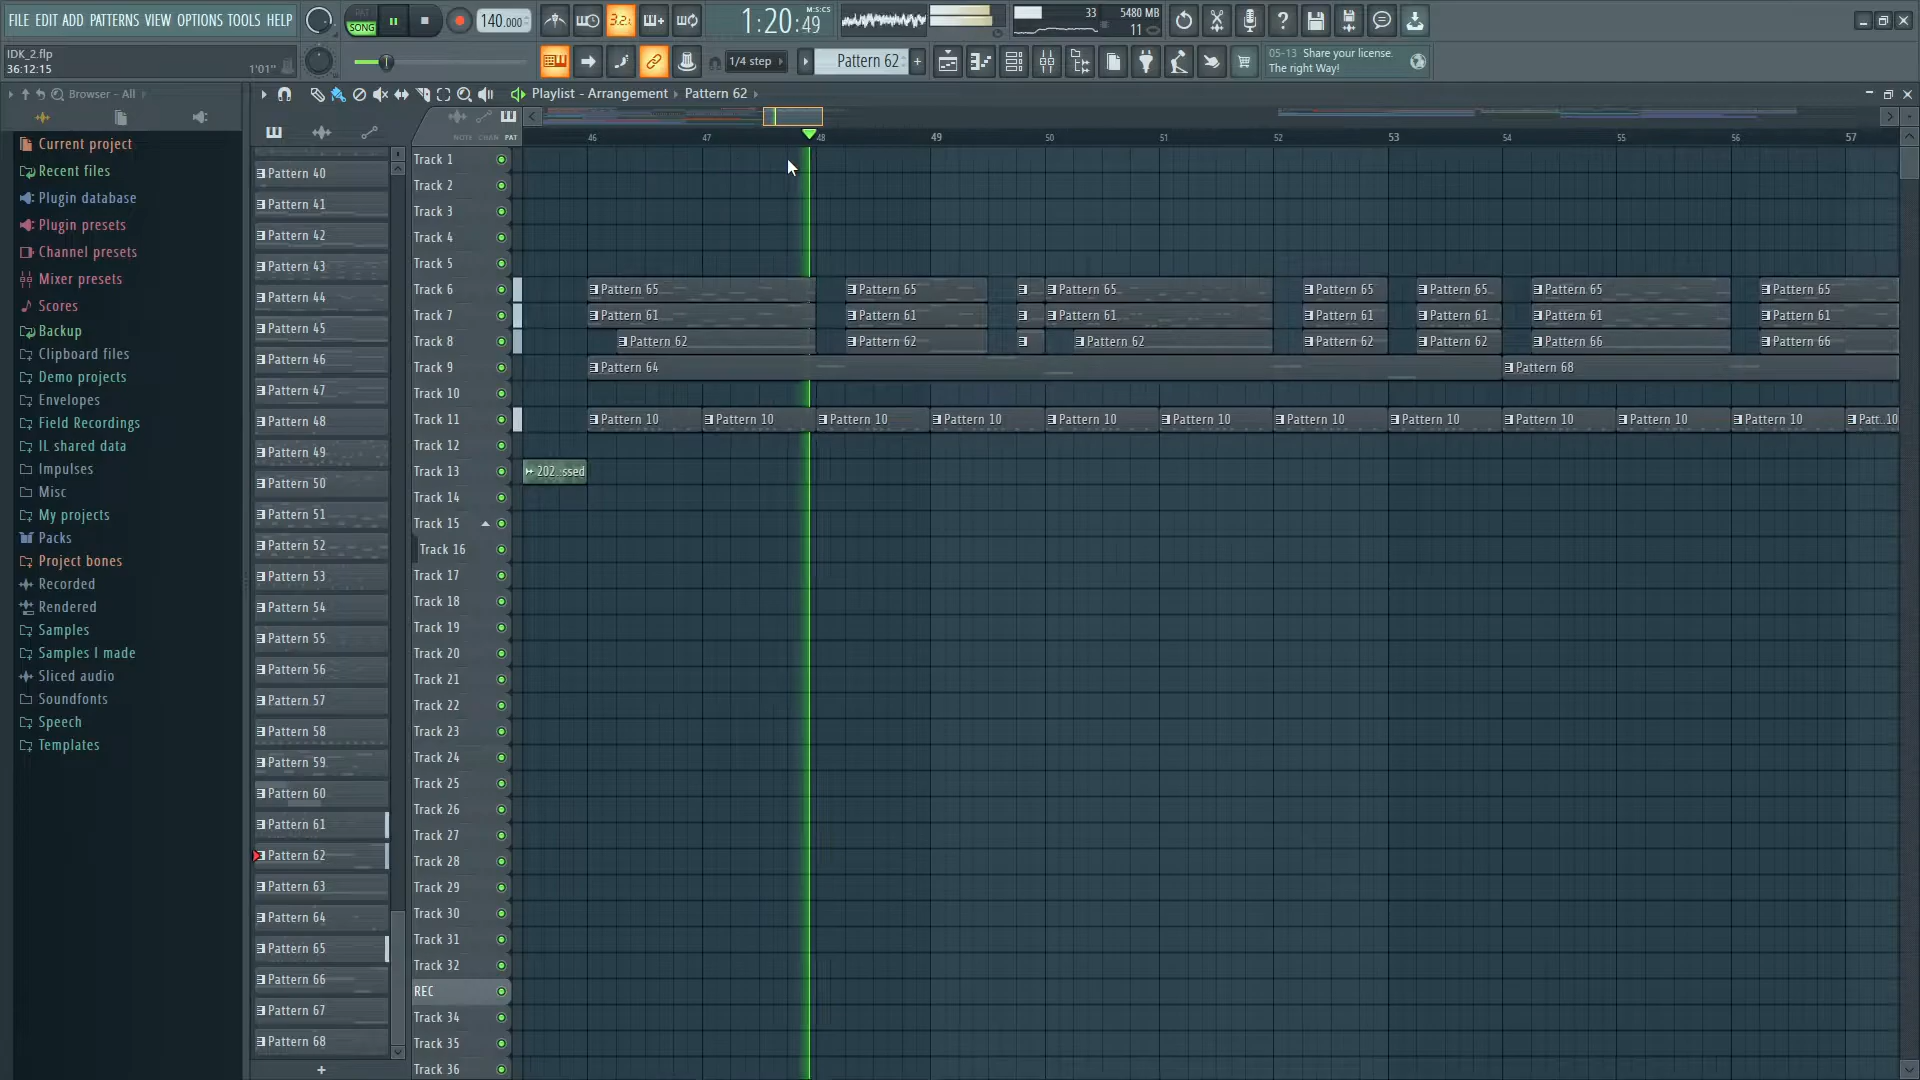 FILE EDIT ADD PATTERNS VIEW OPTIONS TOOLS HELP
PAT
SONG
140.000
3.2.
1:20:49
M:S:CS
33
5480 MB
11
IDK_2.flp
36:12:15
1'01"
1/4 step
Pattern 62
+
05-13 Share your license.
The right Way!
Browser - All
Playlist - Arrangement
Pattern 62
NOTE CHAN PAT
46 47 48 49 50 51 52 53 54 55 56 57
Current project
Recent files
Plugin database
Plugin presets
Channel presets
Mixer presets
Scores
Backup
Clipboard files
Demo projects
Envelopes
Field Recordings
IL shared data
Impulses
Misc
My projects
Packs
Project bones
Recorded
Rendered
Samples
Samples I made
Sliced audio
Soundfonts
Speech
Templates
Pattern 40
Pattern 41
Pattern 42
Pattern 43
Pattern 44
Pattern 45
Pattern 46
Pattern 47
Pattern 48
Pattern 49
Pattern 50
Pattern 51
Pattern 52
Pattern 53
Pattern 54
Pattern 55
Pattern 56
Pattern 57
Pattern 58
Pattern 59
Pattern 60
Pattern 61
Pattern 62
Pattern 63
Pattern 64
Pattern 65
Pattern 66
Pattern 67
Pattern 68
+
Track 1
Track 2
Track 3
Track 4
Track 5
Track 6 Pattern 65 Pattern 65 Pattern 65 Pattern 65 Pattern 65 Pattern 65 Pattern 65
Track 7 Pattern 61 Pattern 61 Pattern 61 Pattern 61 Pattern 61 Pattern 61 Pattern 61
Track 8 Pattern 62 Pattern 62 Pattern 62 Pattern 62 Pattern 62 Pattern 66 Pattern 66
Track 9 Pattern 64 Pattern 68
Track 10
Track 11 Pattern 10 Pattern 10 Pattern 10 Pattern 10 Pattern 10 Pattern 10 Pattern 10 Pattern 10 Pattern 10 Pattern 10 Pattern 10 Patt..10
Track 12
Track 13 202.:ssed
Track 14
Track 15
Track 16
Track 17
Track 18
Track 19
Track 20
Track 21
Track 22
Track 23
Track 24
Track 25
Track 26
Track 27
Track 28
Track 29
Track 30
Track 31
Track 32
REC
Track 34
Track 35
Track 36